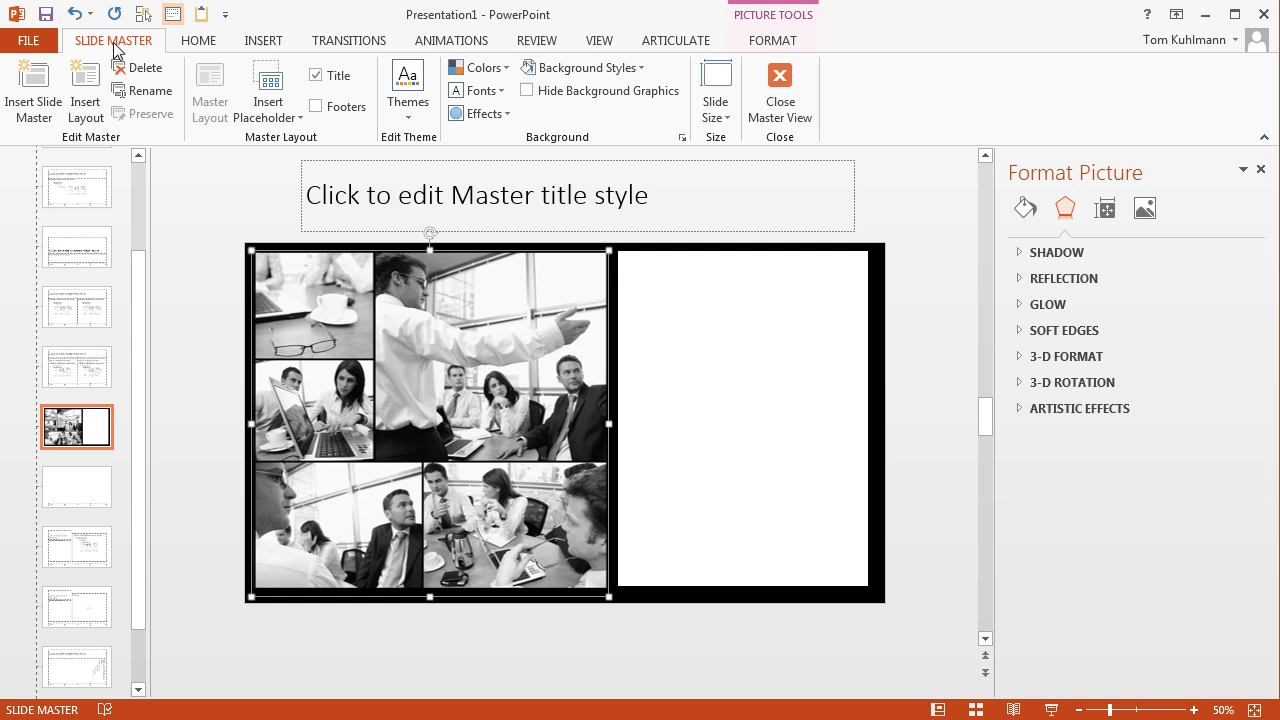 Presentation1 - PowerPoint
PICTURE TOOLS
?
FILE
SLIDE MASTER
HOME
INSERT
TRANSITIONS
ANIMATIONS
REVIEW
VIEW
ARTICULATE
FORMAT
Tom Kuhlmann
Insert Slide
Master
Insert
Layout
Delete
Rename
Preserve
Edit Master
Master
Layout
Insert
Placeholder
Title
Footers
Master Layout
Aa
Themes
Edit Theme
Colors
A Fonts
Effects
Background Styles
Hide Background Graphics
Background
Slide
Size
Size
Close
Master View
Close
Click to edit Master title style
Format Picture
SHADOW
REFLECTION
GLOW
SOFT EDGES
3-D FORMAT
3-D ROTATION
ARTISTIC EFFECTS
SLIDE MASTER
50%